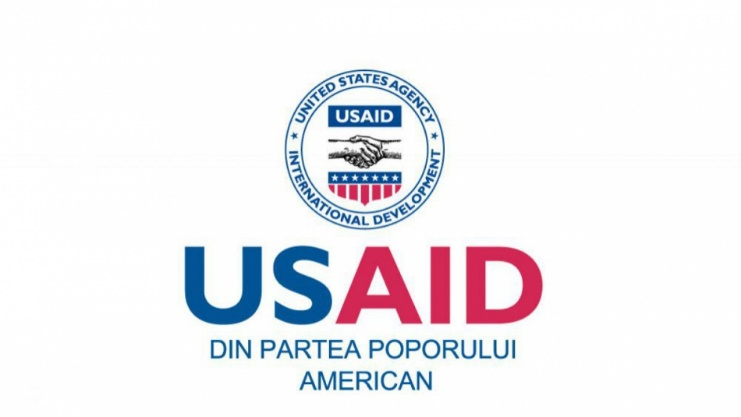 UNITED STATES AGENCY
USAID
INTERNATIONAL DEVELOPMENT
USAID
DIN PARTEA POPORULUI
AMERICAN